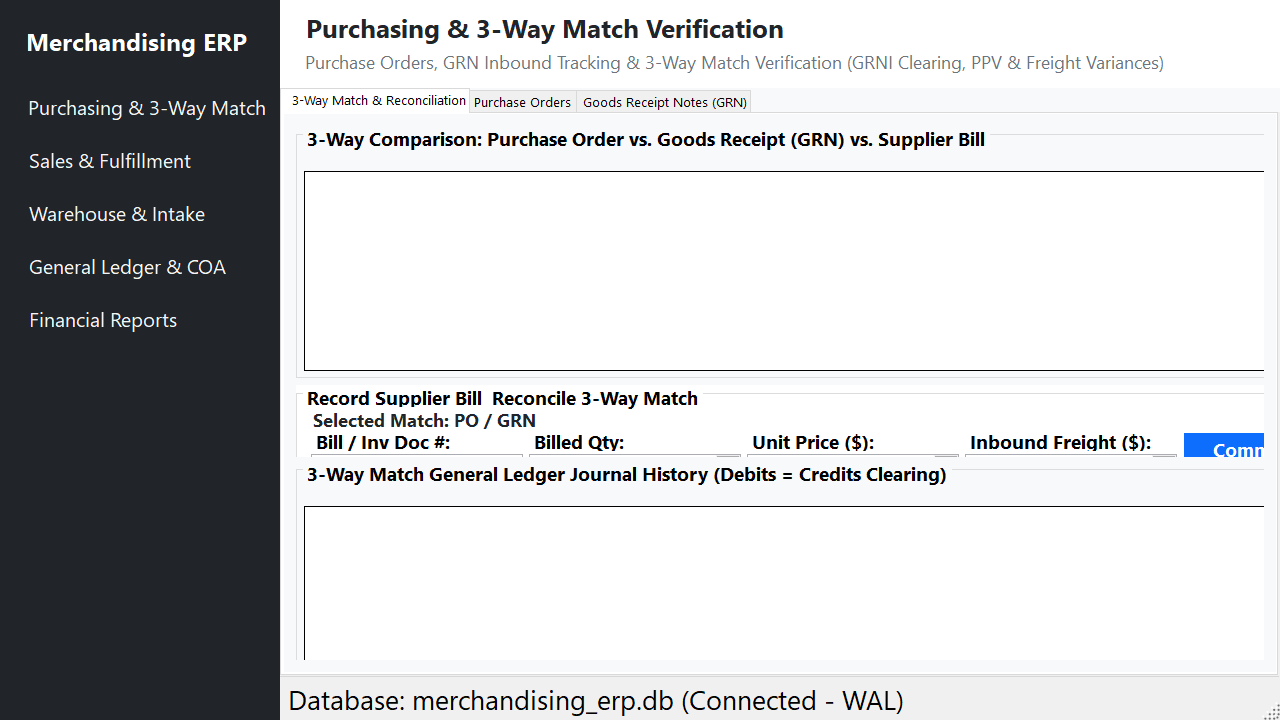 Merchandising ERP
Purchasing & 3-Way Match
Sales & Fulfillment
Warehouse & Intake
General Ledger & COA
Financial Reports
Purchasing & 3-Way Match Verification
Purchase Orders, GRN Inbound Tracking & 3-Way Match Verification (GRNI Clearing, PPV & Freight Variances)
3-Way Match & Reconciliation
Purchase Orders
Goods Receipt Notes (GRN)
3-Way Comparison: Purchase Order vs. Goods Receipt (GRN) vs. Supplier Bill
Record Supplier Bill  Reconcile 3-Way Match
Selected Match: PO / GRN
Bill / Inv Doc #:
Billed Qty:
Unit Price ($):
Inbound Freight ($):
3-Way Match General Ledger Journal History (Debits = Credits Clearing)
Database: merchandising_erp.db (Connected - WAL)